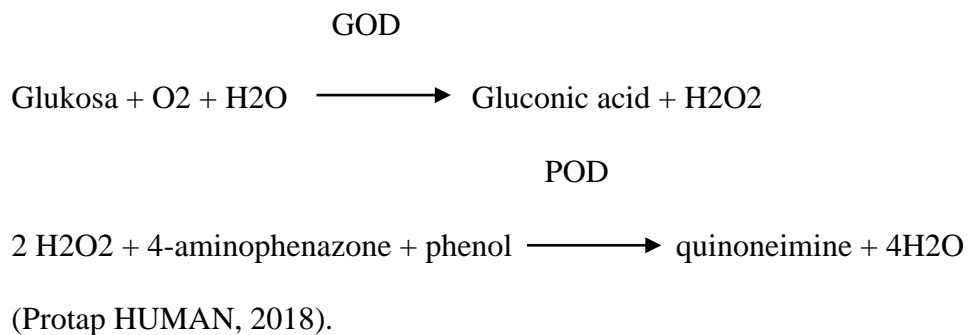 GOD
Glukosa + O2 + H2O ⟶ Gluconic acid + H2O2
POD
2 H2O2 + 4-aminophenazone + phenol ⟶ quinoneimine + 4H2O
(Protap HUMAN, 2018).